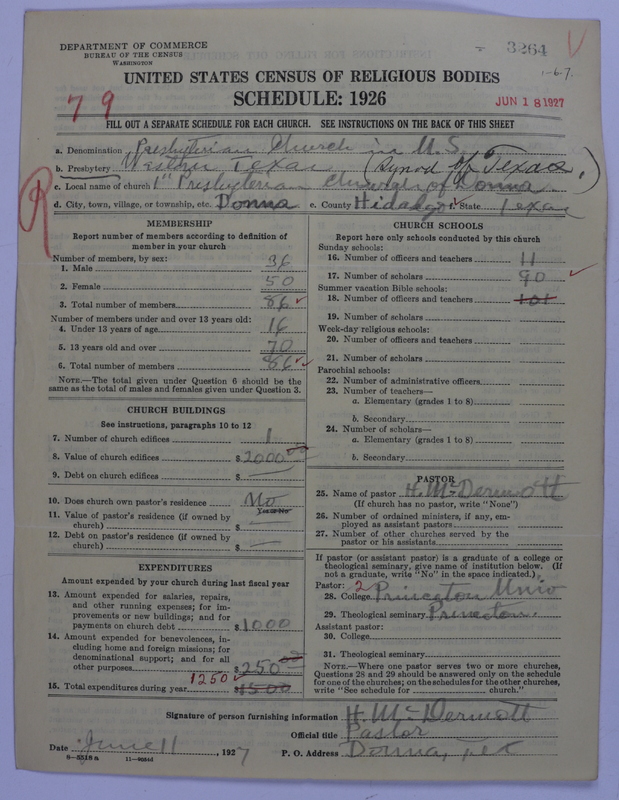 DEPARTMENT OF COMMERCE
BUREAU OF THE CENSUS
WASHINGTON
3264
1-6-7.
UNITED STATES CENSUS OF RELIGIOUS BODIES
SCHEDULE: 1926
79
JUN 18 1927
FILL OUT A SEPARATE SCHEDULE FOR EACH CHURCH. SEE INSTRUCTIONS ON THE BACK OF THIS SHEET
a. Denomination Presbyterian Church in U.S.
b. Presbytery Western Texas (Synod of Texas.)
c. Local name of church 1st Presbyterian Church of Donna
d. City, town, village, or township, etc. Donna e. County Hidalgo f. State Texas
R
MEMBERSHIP
Report number of members according to definition of
member in your church
Number of members, by sex:
1. Male 36
2. Female 50
3. Total number of members 86
Number of members under and over 13 years old:
4. Under 13 years of age 16
5. 13 years old and over 70
6. Total number of members 86
NOTE.—The total given under Question 6 should be the
same as the total of males and females given under Question 3.
CHURCH BUILDINGS
See instructions, paragraphs 10 to 12
7. Number of church edifices 1
8. Value of church edifices $ 2000
9. Debt on church edifices $
10. Does church own pastor's residence No
Yes or No
11. Value of pastor's residence (if owned by
church) $
12. Debt on pastor's residence (if owned by
church) $
EXPENDITURES
Amount expended by your church during last fiscal year
13. Amount expended for salaries, repairs,
and other running expenses; for im-
provements or new buildings; and for
payments on church debt $ 1000
14. Amount expended for benevolences, in-
cluding home and foreign missions; for
denominational support; and for all
other purposes $ 250
1250
15. Total expenditures during year $ 1500
CHURCH SCHOOLS
Report here only schools conducted by this church
Sunday schools:
16. Number of officers and teachers 11
17. Number of scholars 90
Summer vacation Bible schools:
18. Number of officers and teachers 101
19. Number of scholars
Week-day religious schools:
20. Number of officers and teachers
21. Number of scholars
Parochial schools:
22. Number of administrative officers
23. Number of teachers—
a. Elementary (grades 1 to 8)
b. Secondary
24. Number of scholars—
a. Elementary (grades 1 to 8)
b. Secondary
PASTOR
25. Name of pastor H. McDermott
(If church has no pastor, write "None")
26. Number of ordained ministers, if any, em-
ployed as assistant pastors
27. Number of other churches served by the
pastor or his assistants
If pastor (or assistant pastor) is a graduate of a college or
theological seminary, give name of institution below. (If
not a graduate, write "No" in the space indicated.)
Pastor: 2
28. College Princeton Univ
29. Theological seminary Princeton
Assistant pastor:
30. College
31. Theological seminary
NOTE.—Where one pastor serves two or more churches,
Questions 28 and 29 should be answered only on the schedule
for one of the churches; on the schedules for the other churches,
write "See schedule for church."
Signature of person furnishing information H. McDermott
Official title Pastor
Date June 11, 1927 P. O. Address Donna, Tex
8-5518a